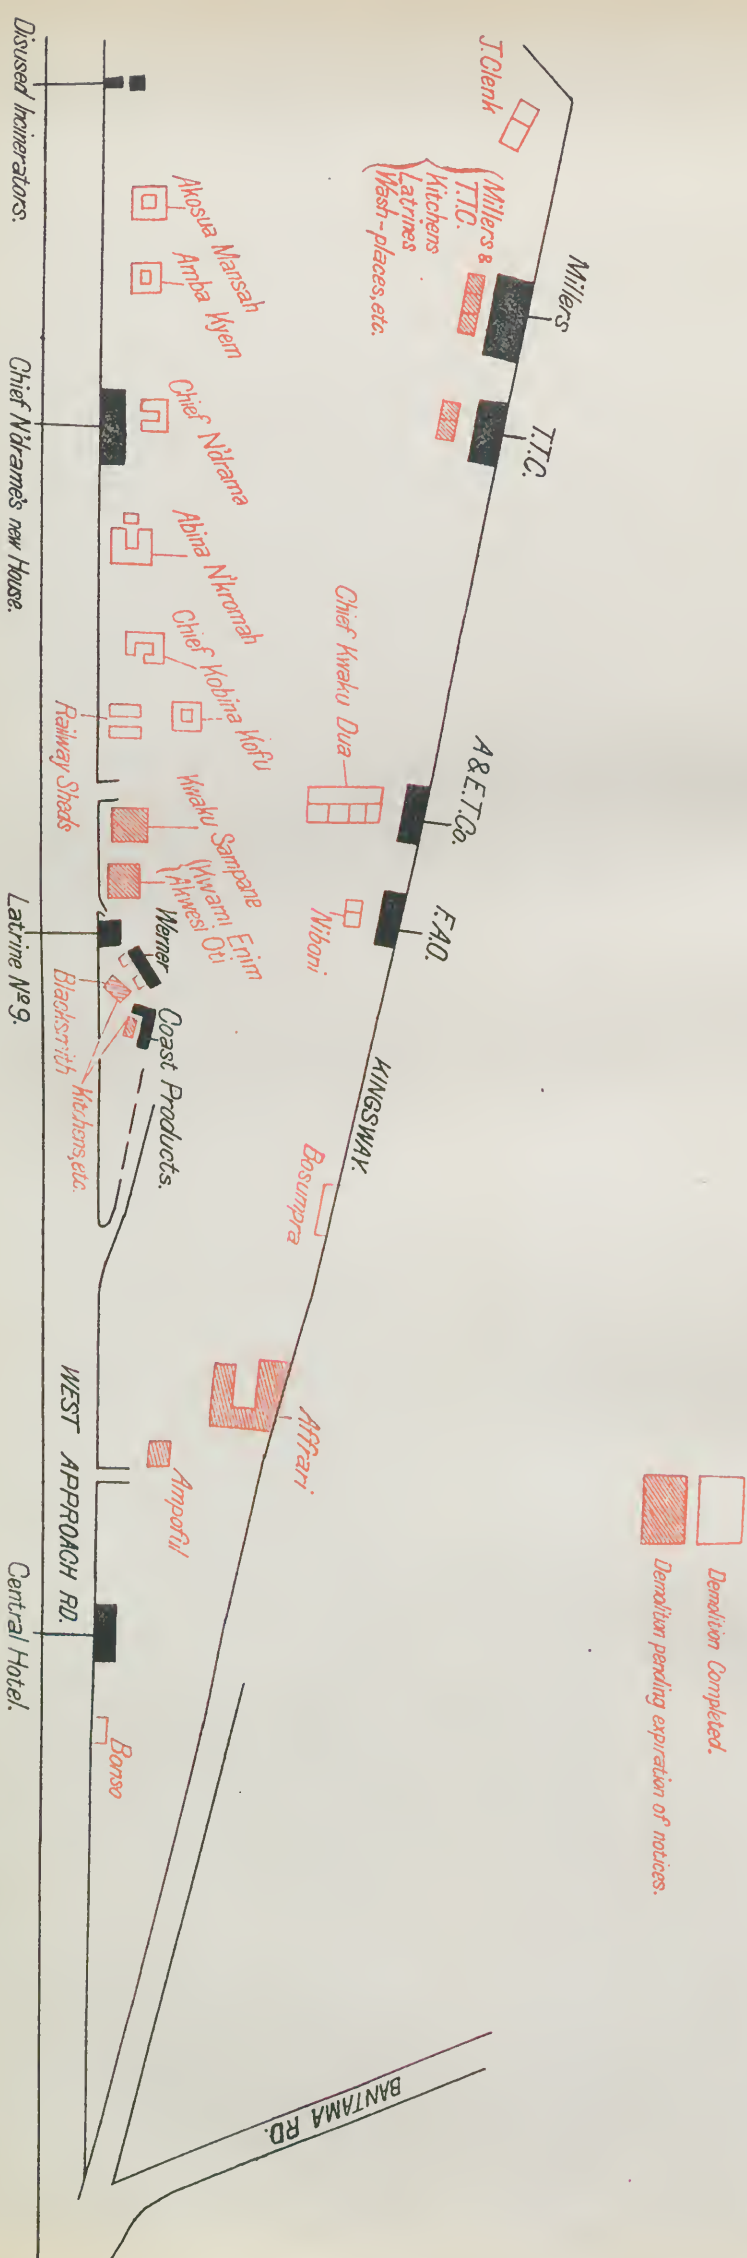 Demolition Completed.
Demolition pending expiration of notices.
J. Clenk
Millers
(Millers &
T.T.C.
Kitchens
Latrines
Wash-places, etc.
T.T.C.
A & E.T. Co.
F.A.O.
KINGSWAY.
BANTAMA RD.
Chief Kwaku Dua
Niboni
Bosumpra
Affrari
Akosua Mansah
Amba Kyem
Chief N'drama
Abina N'kromah
Chief Kobina Kofu
Railway Sheds
Kwaku Sampane
(Kwami Enim
Akwesi Oti
Werner
Coast Products.
Blacksmith
Kitchens, etc.
Ampoful
Bonso
WEST APPROACH RD.
Disused Incinerators.
Chief N'drame's new House.
Latrine Nº 9.
Central Hotel.